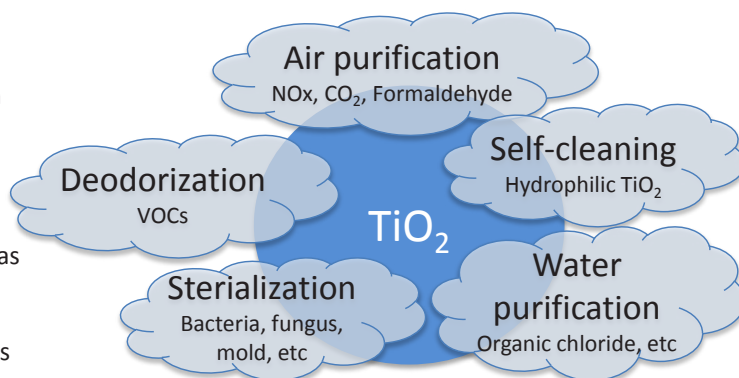 Air purification
NOx, CO₂, Formaldehyde
Self-cleaning
Hydrophilic TiO₂
Deodorization
VOCs
TiO₂
as
Sterialization
Bacteria, fungus,
mold, etc
Water
purification
Organic chloride, etc
s